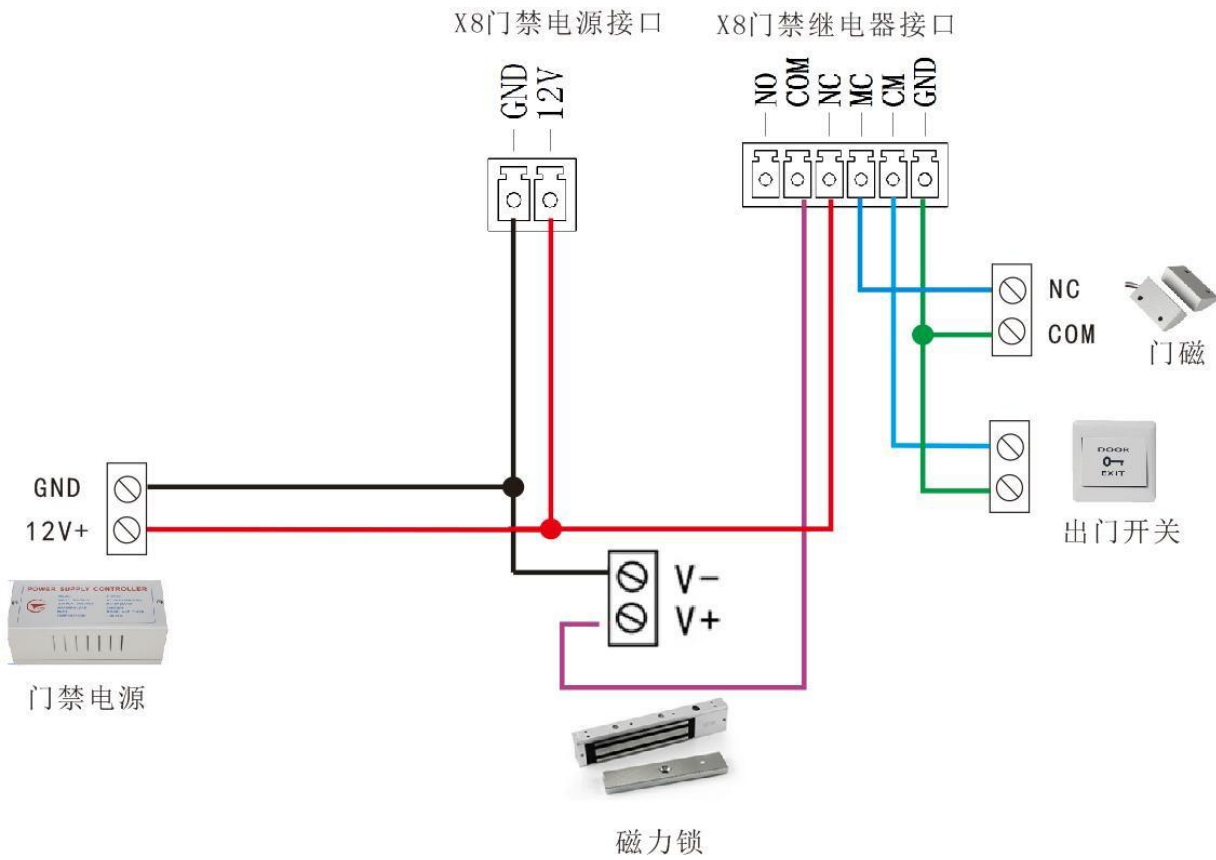 X8门禁电源接口
X8门禁继电器接口
GND
12V
NO
COM
NC
MC
CM
GND
NC
COM
门磁
DOOR
EXIT
出门开关
GND
12V+
V-
V+
POWER SUPPLY CONTROLLER
门禁电源
磁力锁